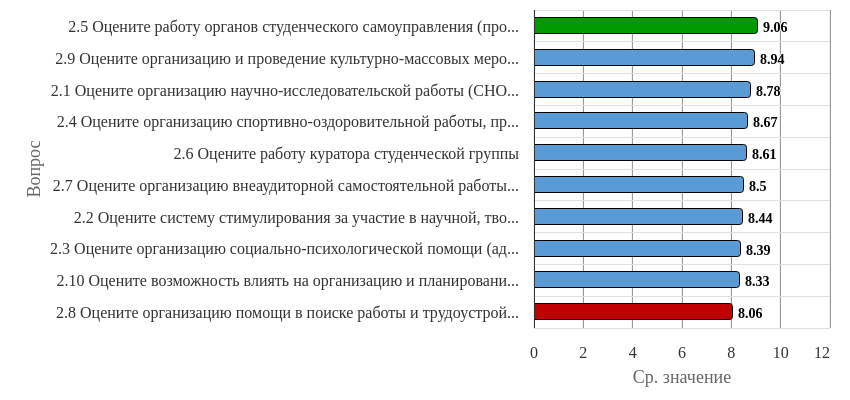 2.5 Оцените работу органов студенческого самоуправления (про...
9.06
2.9 Оцените организацию и проведение культурно-массовых меро...
8.94
2.1 Оцените организацию научно-исследовательской работы (СНО...
8.78
2.4 Оцените организацию спортивно-оздоровительной работы, пр...
8.67
2.6 Оцените работу куратора студенческой группы
8.61
2.7 Оцените организацию внеаудиторной самостоятельной работы...
8.5
2.2 Оцените систему стимулирования за участие в научной, тво...
8.44
2.3 Оцените организацию социально-психологической помощи (ад...
8.39
2.10 Оцените возможность влиять на организацию и планировани...
8.33
2.8 Оцените организацию помощи в поиске работы и трудоустрой...
8.06
Вопрос
0 2 4 6 8 10 12
Ср. значение